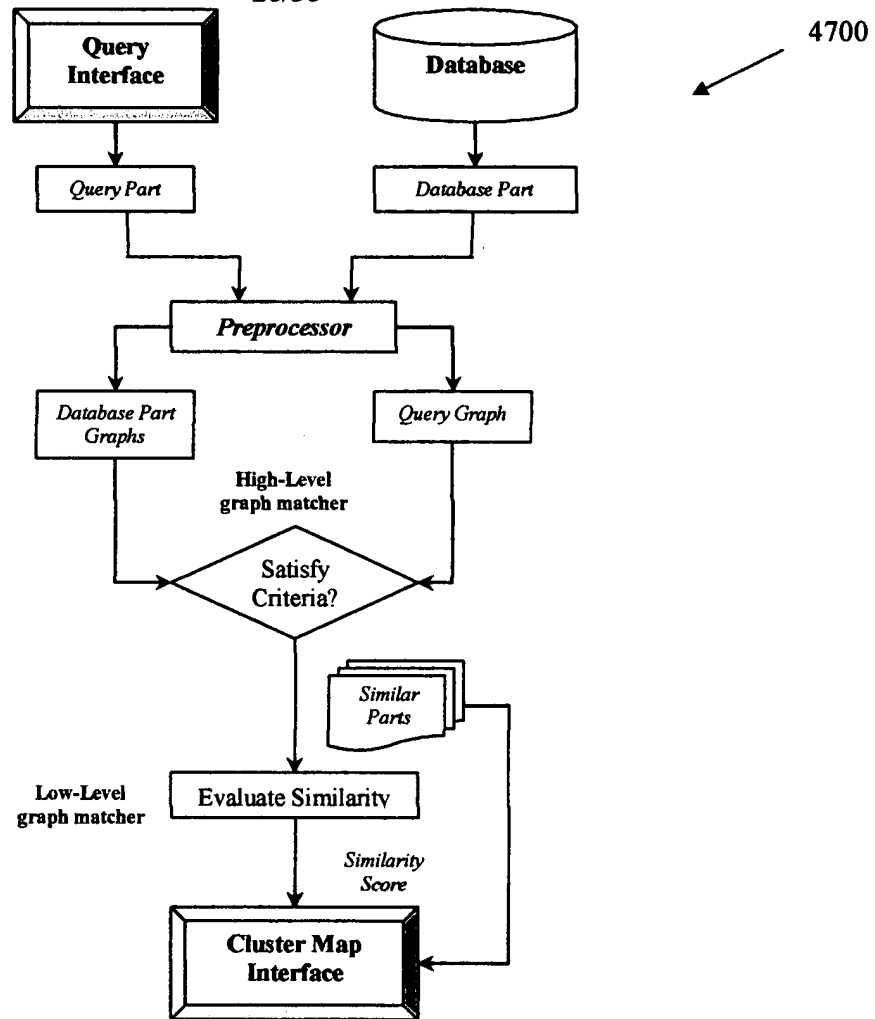 4700
Query
Interface
Database
Query Part
Database Part
Preprocessor
Database Part
Graphs
Query Graph
High-Level
graph matcher
Satisfy
Criteria?
Similar
Parts
Low-Level
graph matcher
Evaluate Similarity
Similarity
Score
Cluster Map
Interface